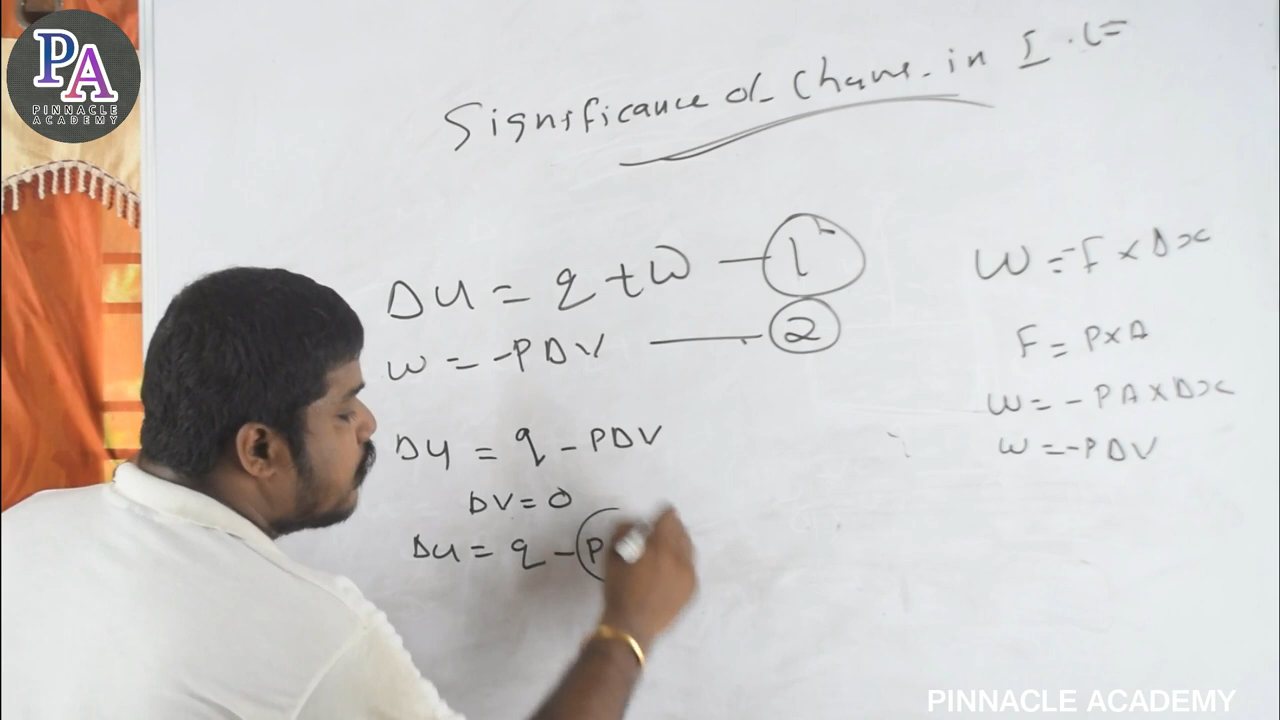 PA
PINNACLE
ACADEMY
Significance of in I.E
ΔU = q + W — 1
W = -PΔV — 2
ΔU = q - PΔV
ΔV = 0
ΔU = q - P
W = F × Δx
F = P×A
W = - PA × Δx
W = -PΔV
PINNACLE ACADEMY